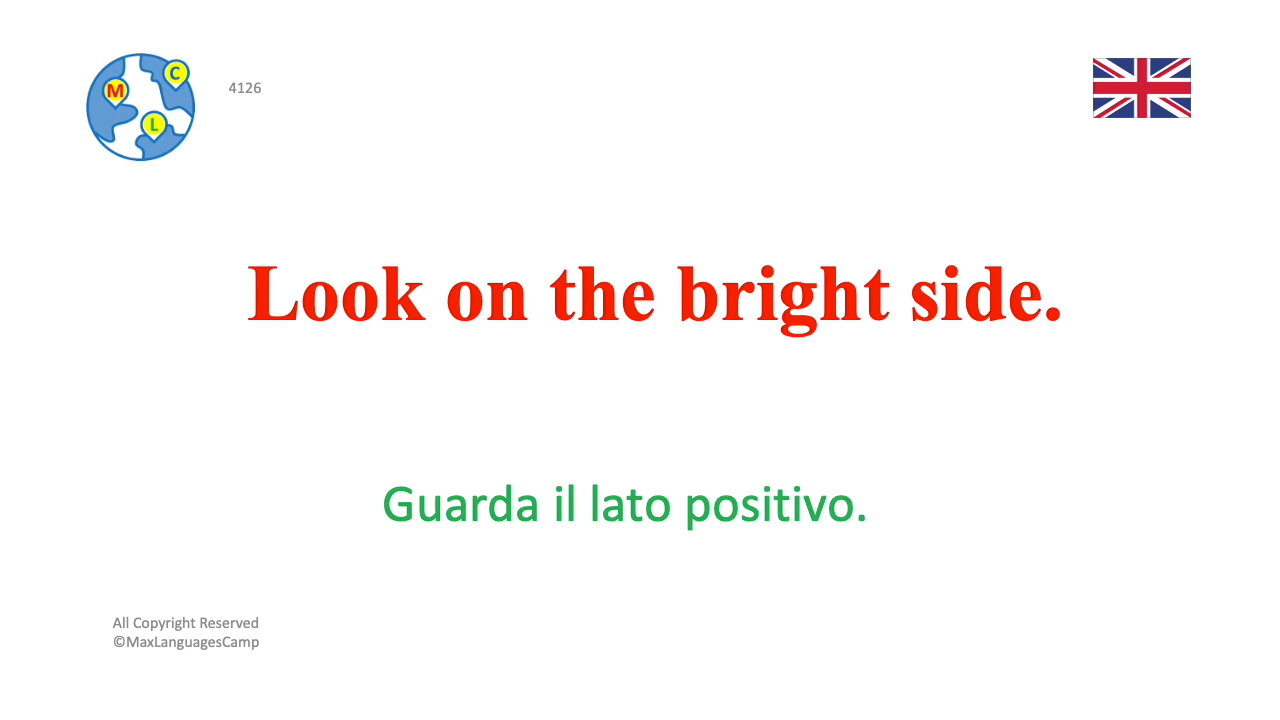 C
M
L
4126
Look on the bright side.
Guarda il lato positivo.
All Copyright Reserved
©MaxLanguagesCamp